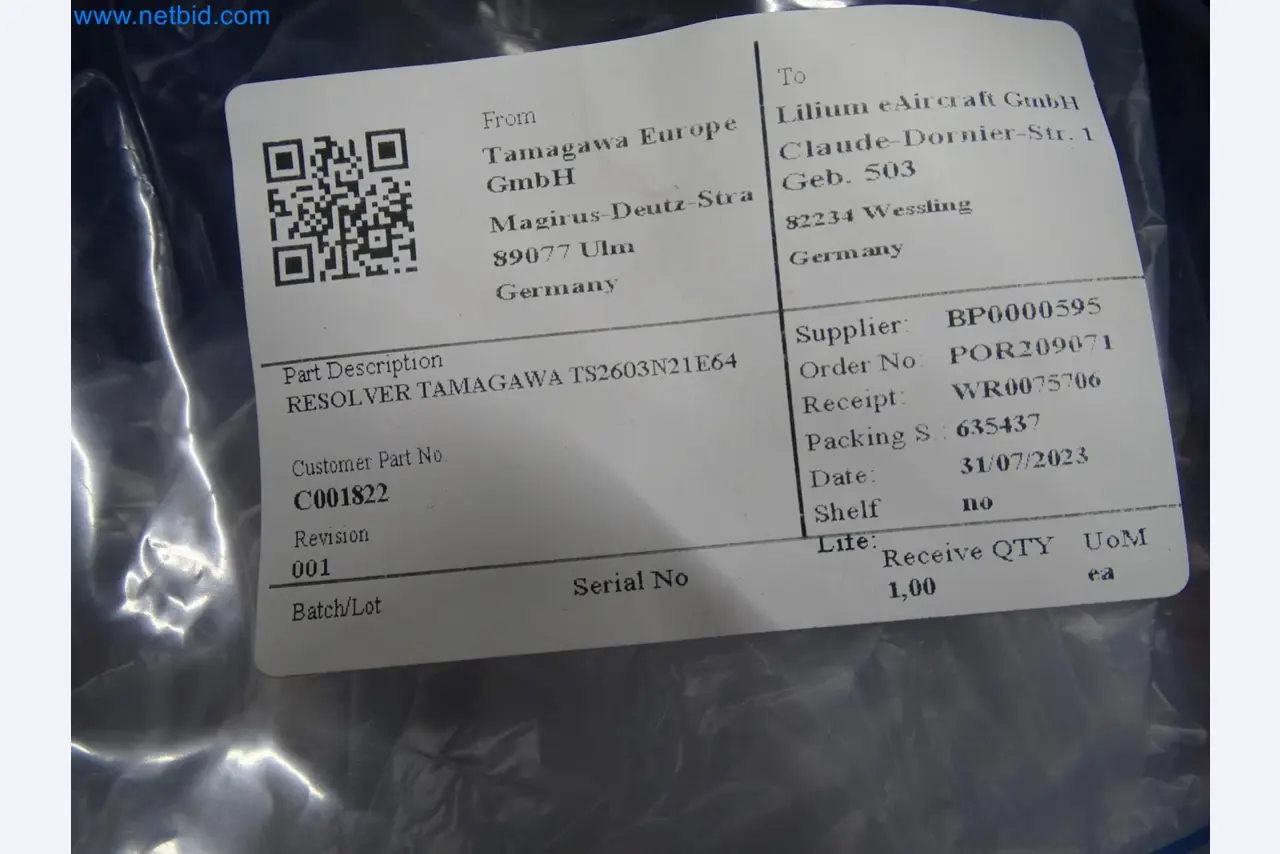 www.netbid.com
From
Tamagawa Europe
GmbH
Magirus-Deutz-Stra
89077 Ulm
Germany
To
Lilium eAircraft GmbH
Claude-Dornier-Str. 1
Geb. 503
82234 Wessling
Germany
Part Description
RESOLVER TAMAGAWA TS2603N21E64
Customer Part No.
C001822
Revision
001
Supplier: BP0000595
Order No: POR209071
Receipt: WR0075706
Packing S : 635437
Date: 31/07/2023
Shelf no
Life:
Batch/Lot
Serial No
Receive QTY UoM
1,00 ea